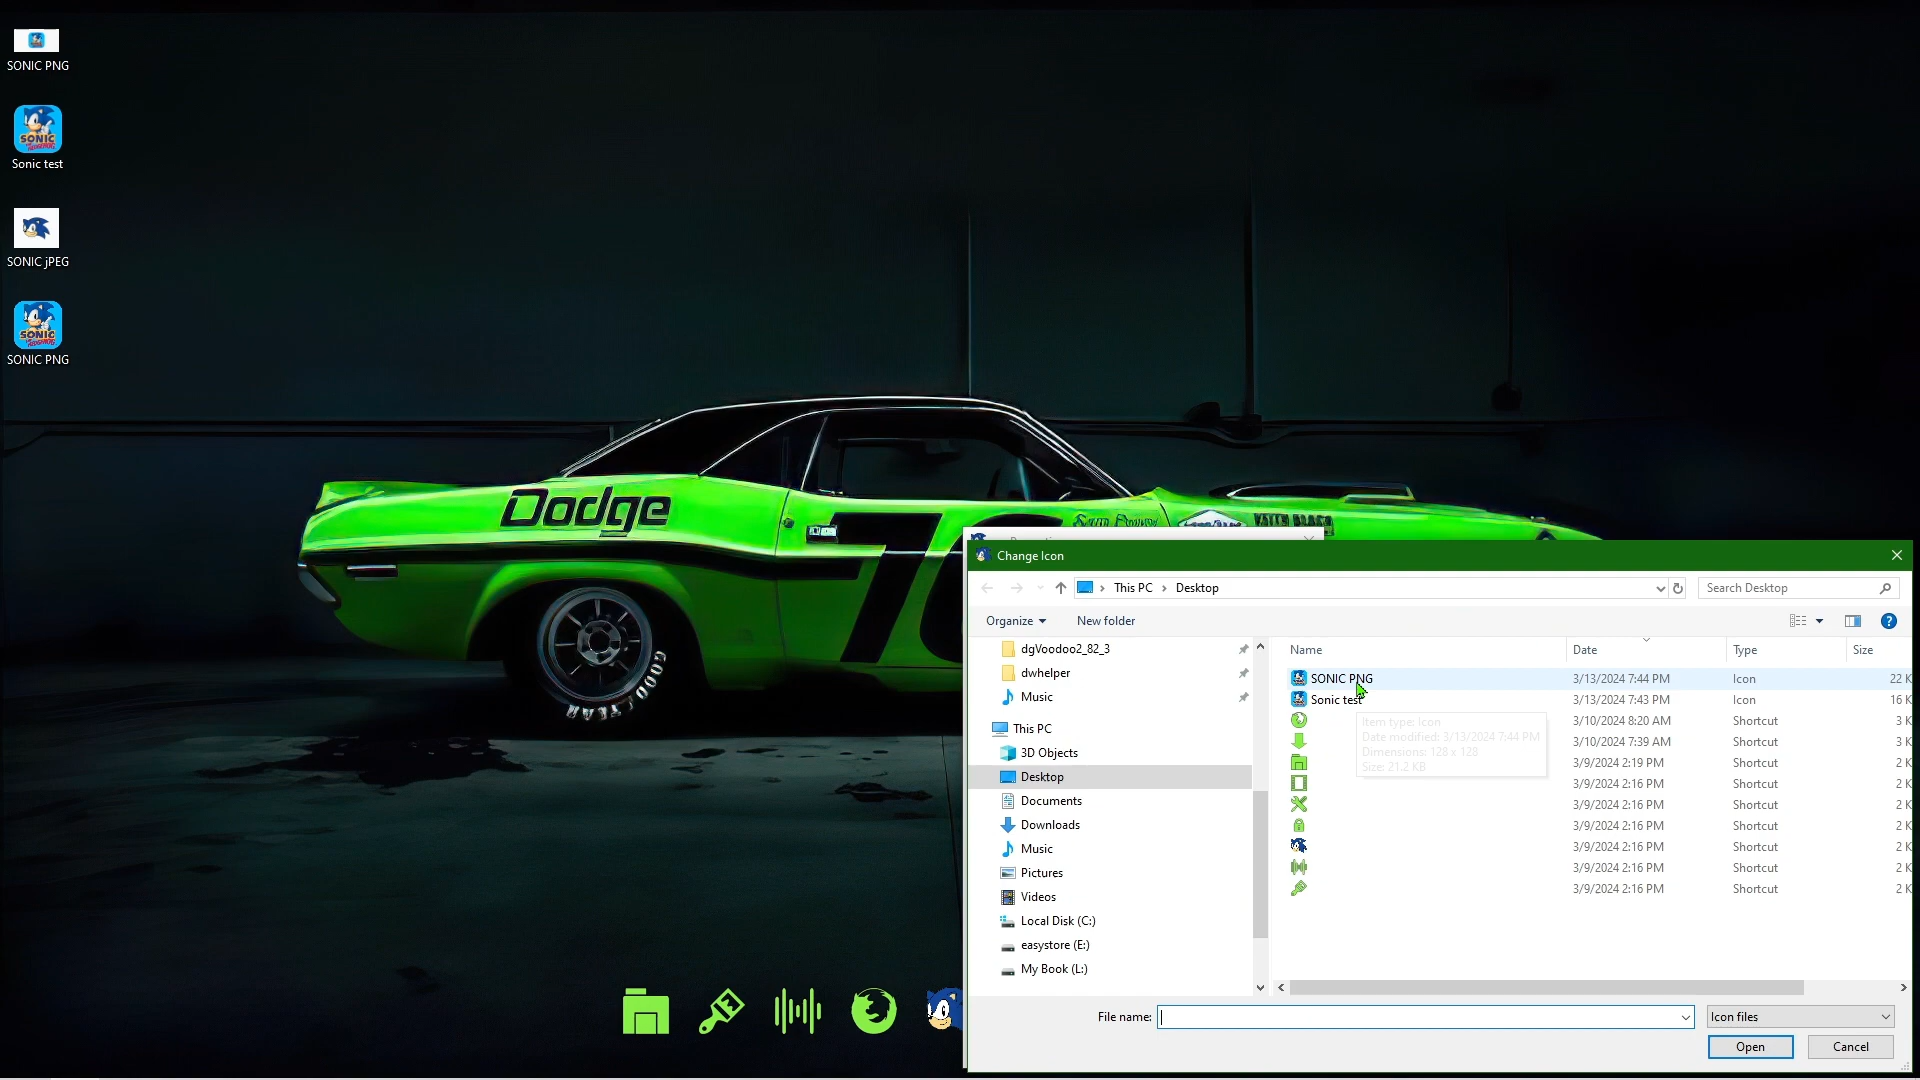 SONIC PNG
SONIC THE HEDGEHOG
Sonic test
SONIC jPEG
SONIC
SONIC PNG
Dodge
GOOD YEAR
Change Icon
This PC > Desktop
Search Desktop
Organize
New folder
dgVoodoo2_82_3
dwhelper
Music
This PC
3D Objects
Desktop
Documents
Downloads
Music
Pictures
Videos
Local Disk (C:)
easystore (E:)
My Book (L:)
Name Date Type Size
SONIC PNG 3/13/2024 7:44 PM Icon 22 K
Sonic test 3/13/2024 7:43 PM Icon 16 K
3/10/2024 8:20 AM Shortcut 3 K
3/10/2024 7:39 AM Shortcut 3 K
3/9/2024 2:19 PM Shortcut 2 K
3/9/2024 2:16 PM Shortcut 2 K
3/9/2024 2:16 PM Shortcut 2 K
3/9/2024 2:16 PM Shortcut 2 K
3/9/2024 2:16 PM Shortcut 2 K
3/9/2024 2:16 PM Shortcut 2 K
3/9/2024 2:16 PM Shortcut 2 K
Item type: Icon
Date modified: 3/13/2024 7:44 PM
Dimensions: 128 x 128
Size: 21.2 KB
File name:
Icon files
Open
Cancel